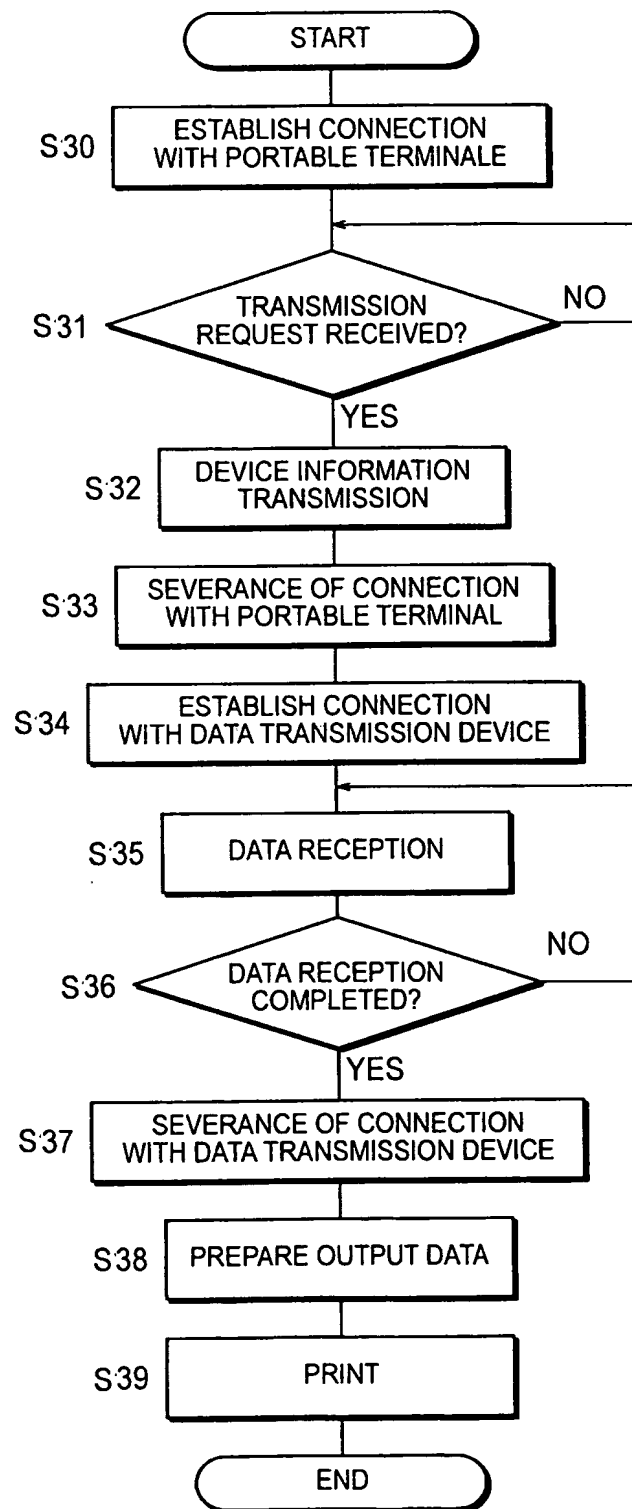 START
S30
ESTABLISH CONNECTION
WITH PORTABLE TERMINALE
S31
TRANSMISSION
REQUEST RECEIVED?
NO
YES
S32
DEVICE INFORMATION
TRANSMISSION
S33
SEVERANCE OF CONNECTION
WITH PORTABLE TERMINAL
S34
ESTABLISH CONNECTION
WITH DATA TRANSMISSION DEVICE
S35
DATA RECEPTION
S36
DATA RECEPTION
COMPLETED?
NO
YES
S37
SEVERANCE OF CONNECTION
WITH DATA TRANSMISSION DEVICE
S38
PREPARE OUTPUT DATA
S39
PRINT
END